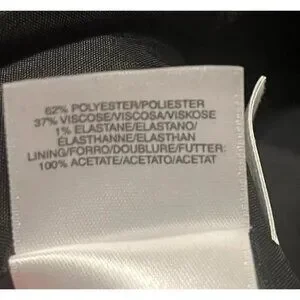 62% POLYESTER/POLIESTER
37% VISCOSE/VISCOSA/VISKOSE
1% ELASTANE/ELASTANO/
ÉLASTHANNE/ELASTHAN
LINING/FORRO/DOUBLURE/FUTTER:
100% ACETATE/ACETATO/ACETAT